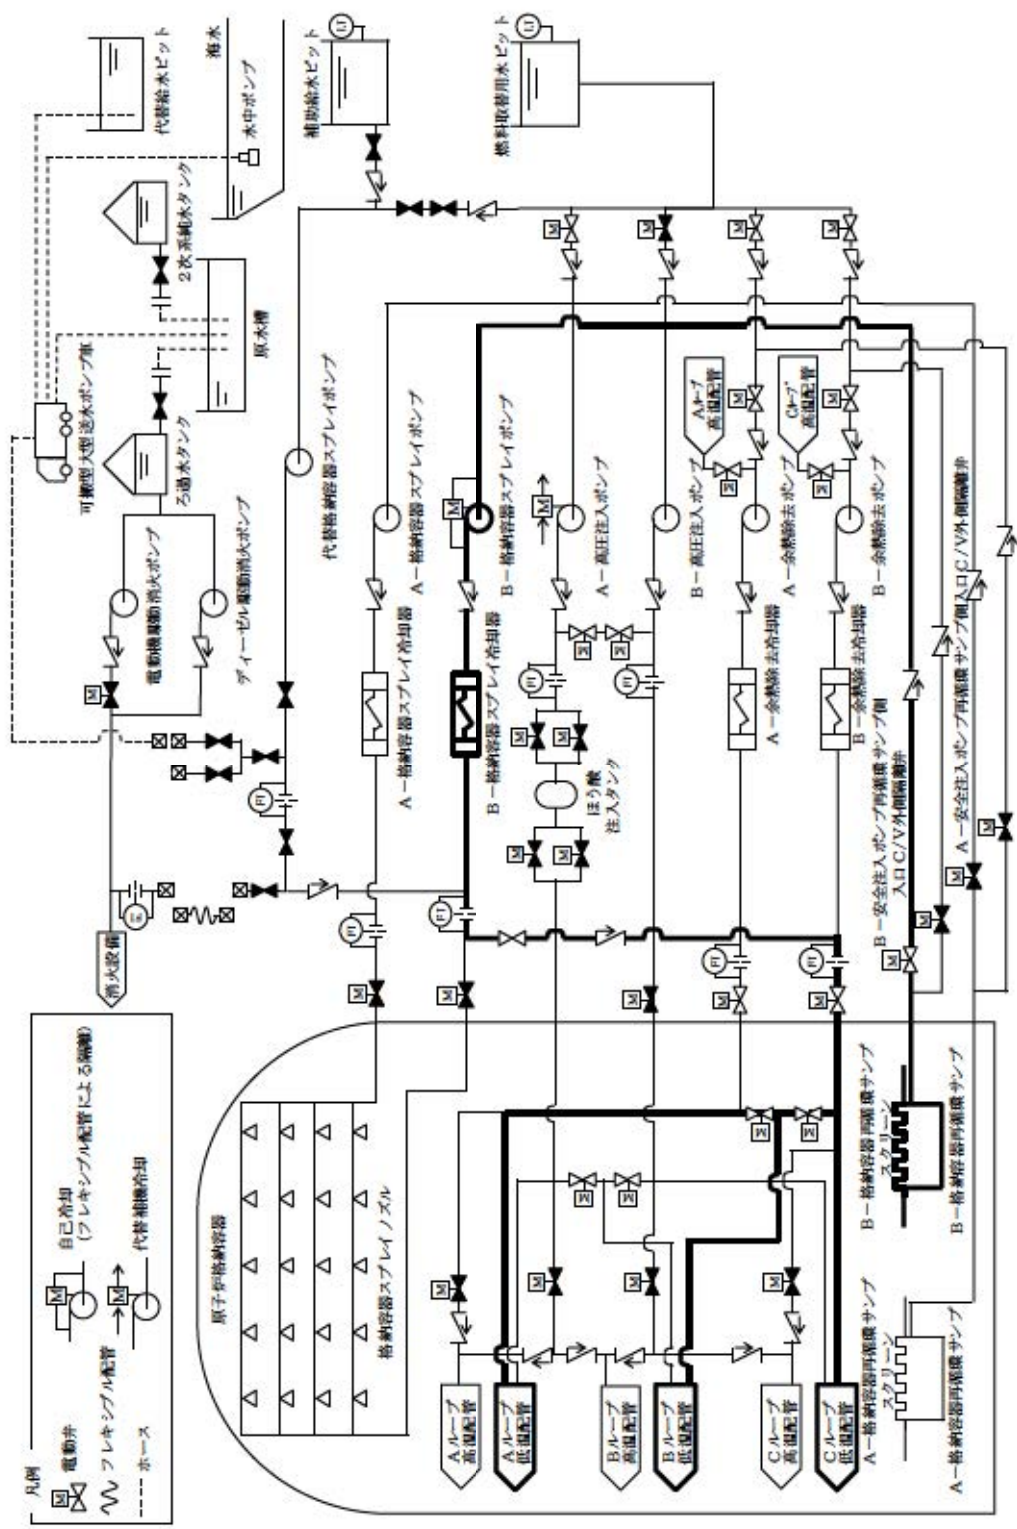 凡例
電動弁
フレキシブル配管
ホース
自己冷却
(フレキシブル配管による隔離)
代替補機冷却
M
M
M
消火設備
電動機駆動消火ポンプ
ディーゼル駆動消火ポンプ
可搬型大型送水ポンプ車
ろ過水タンク
2次系純水タンク
原水槽
代替給水ピット
海水
水中ポンプ
補助給水ピット
燃料取替用水ピット
代替格納容器スプレイポンプ
A-格納容器スプレイポンプ
B-格納容器スプレイポンプ
A-高圧注入ポンプ
B-高圧注入ポンプ
A-余熱除去ポンプ
B-余熱除去ポンプ
Aループ
高温配管
Cループ
高温配管
A-格納容器スプレイ冷却器
B-格納容器スプレイ冷却器
ほう酸
注入タンク
A-余熱除去冷却器
B-余熱除去冷却器
B-安全注入ポンプ再循環サンプ側
入口C/V外側隔離弁
A-安全注入ポンプ再循環サンプ側入口C/V外側隔離弁
原子炉格納容器
格納容器スプレイノズル
Aループ
高温配管
Aループ
低温配管
Bループ
高温配管
Bループ
低温配管
Cループ
高温配管
Cループ
低温配管
B-格納容器再循環サンプ
スクリーン
B-格納容器再循環サンプ
A-格納容器再循環サンプ
スクリーン
A-格納容器再循環サンプ